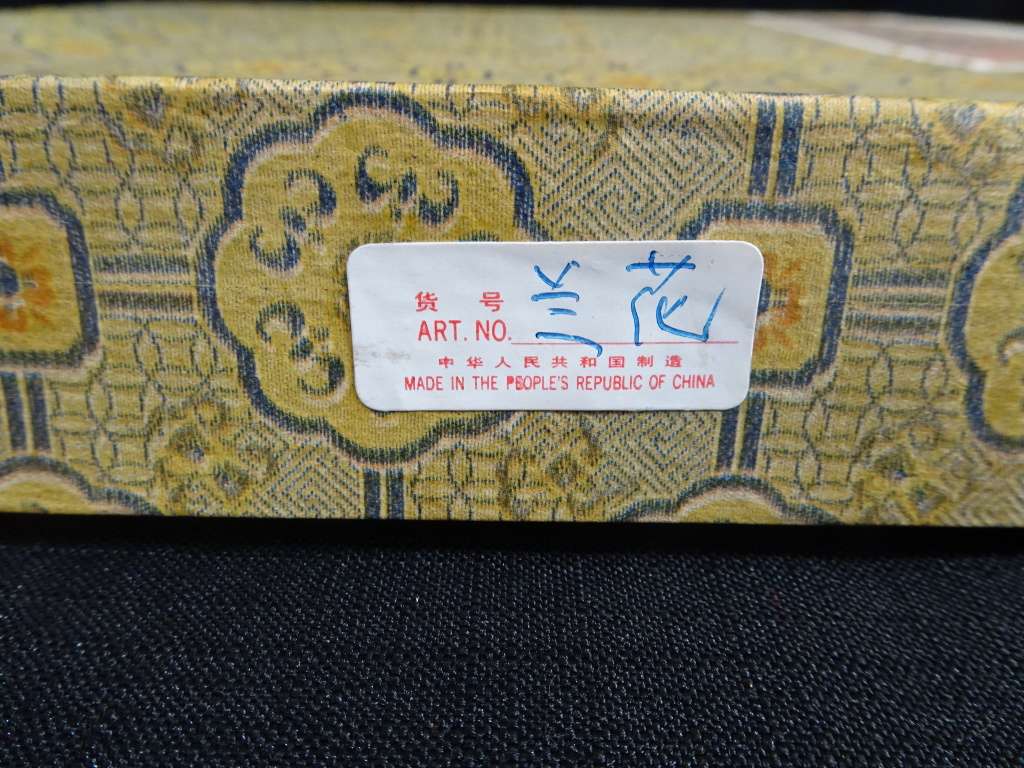 货 号 兰花
ART. NO.
中华人民共和国制造
MADE IN THE PEOPLE'S REPUBLIC OF CHINA